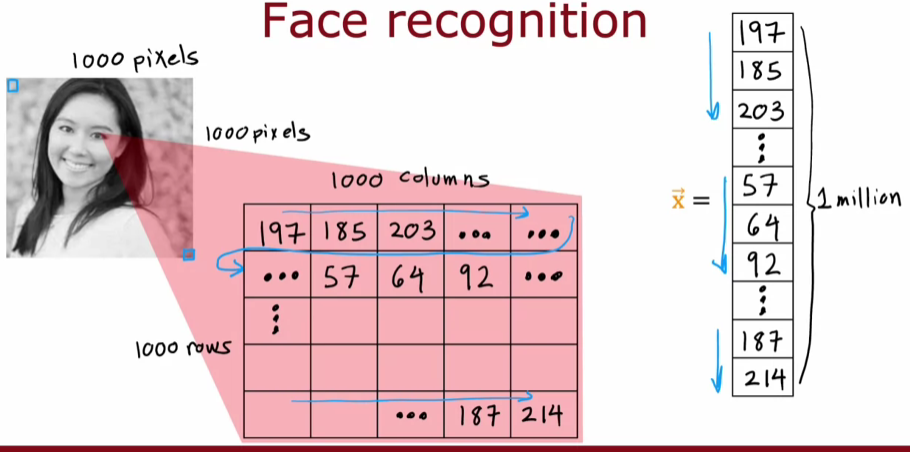 Face recognition
1000 pixels
1000 pixels
1000 columns
197 185 203 ... ...
... 57 64 92 ...
⋮
1000 rows
... 187 214
x⃗ =
197
185
203
⋮
57
64
92
⋮
187
214
1 million